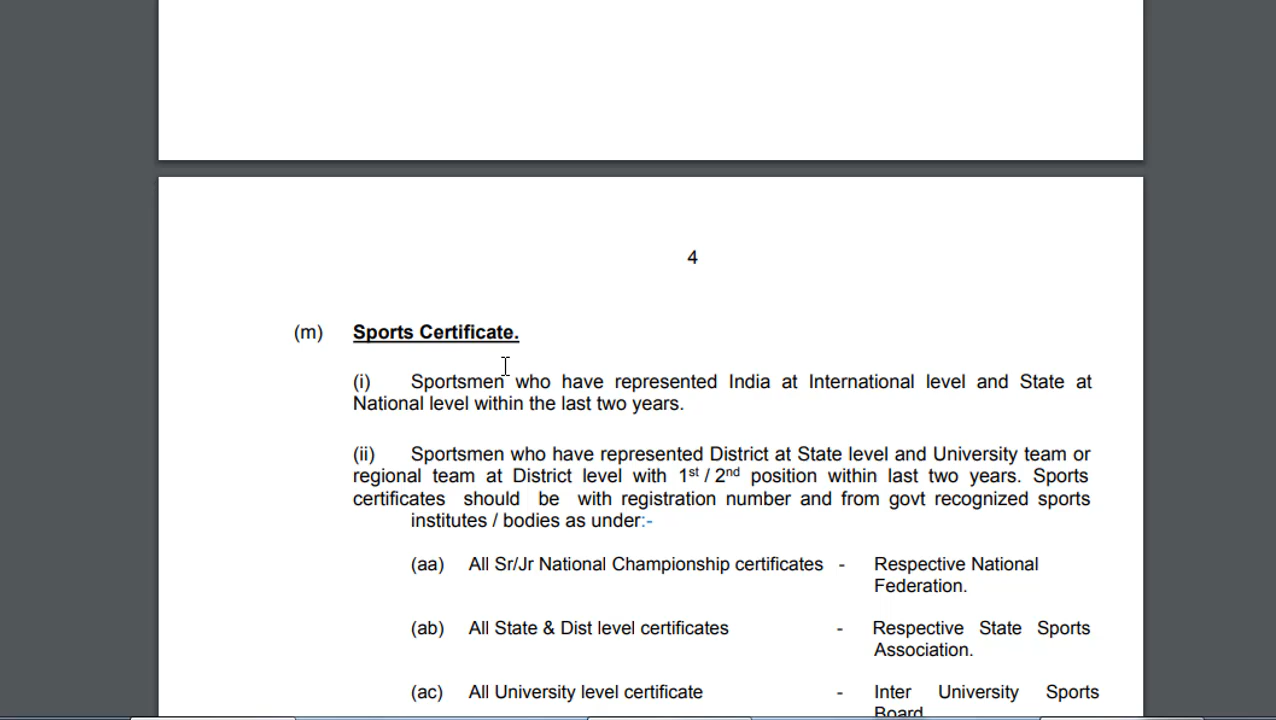 4
(m) Sports Certificate.
(i) Sportsmen who have represented India at International level and State at
National level within the last two years.
(ii) Sportsmen who have represented District at State level and University team or
regional team at District level with 1st / 2nd position within last two years. Sports
certificates should be with registration number and from govt recognized sports
institutes / bodies as under:-
(aa) All Sr/Jr National Championship certificates - Respective National
Federation.
(ab) All State & Dist level certificates - Respective State Sports
Association.
(ac) All University level certificate - Inter University Sports
Board